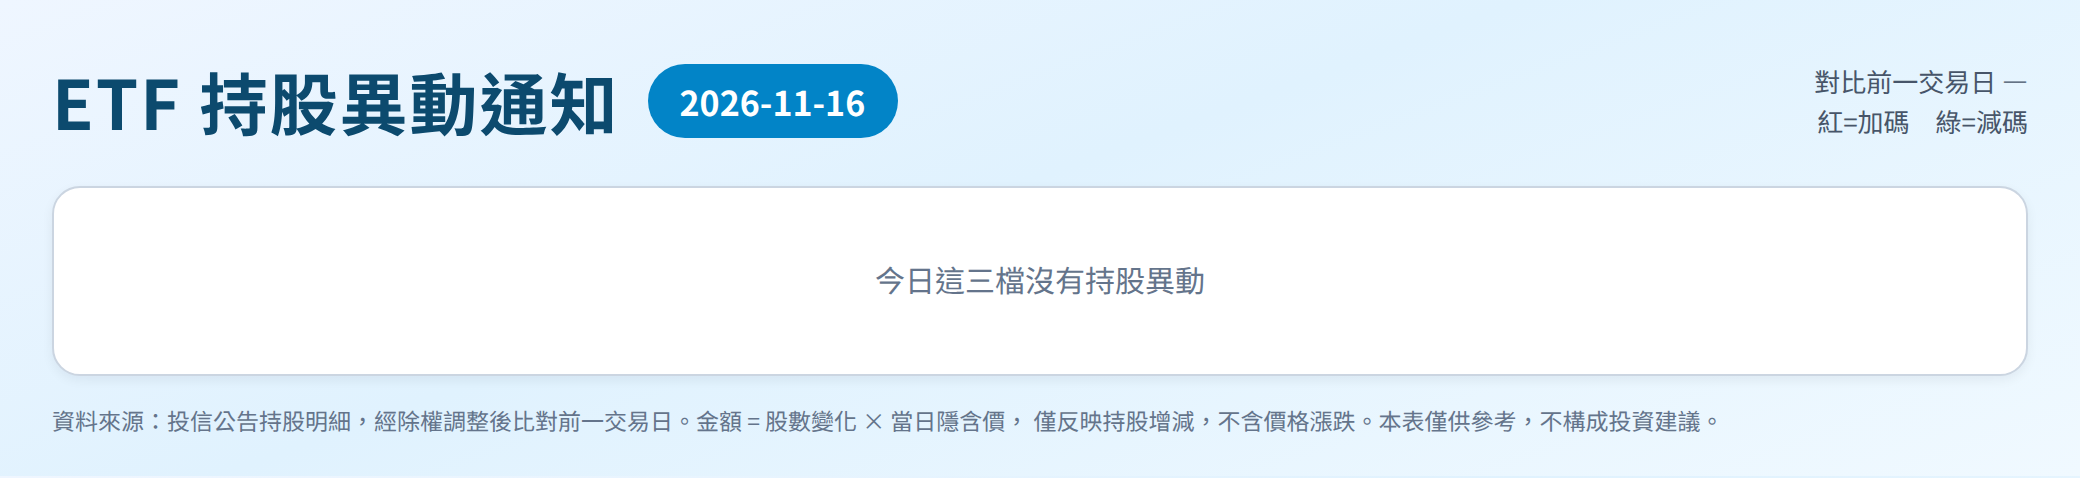 ETF 持股異動通知
2026-11-16
對比前一交易日 —
紅=加碼　綠=減碼
今日這三檔沒有持股異動
資料來源：投信公告持股明細，經除權調整後比對前一交易日。金額 = 股數變化 × 當日隱含價， 僅反映持股增減，不含價格漲跌。本表僅供參考，不構成投資建議。